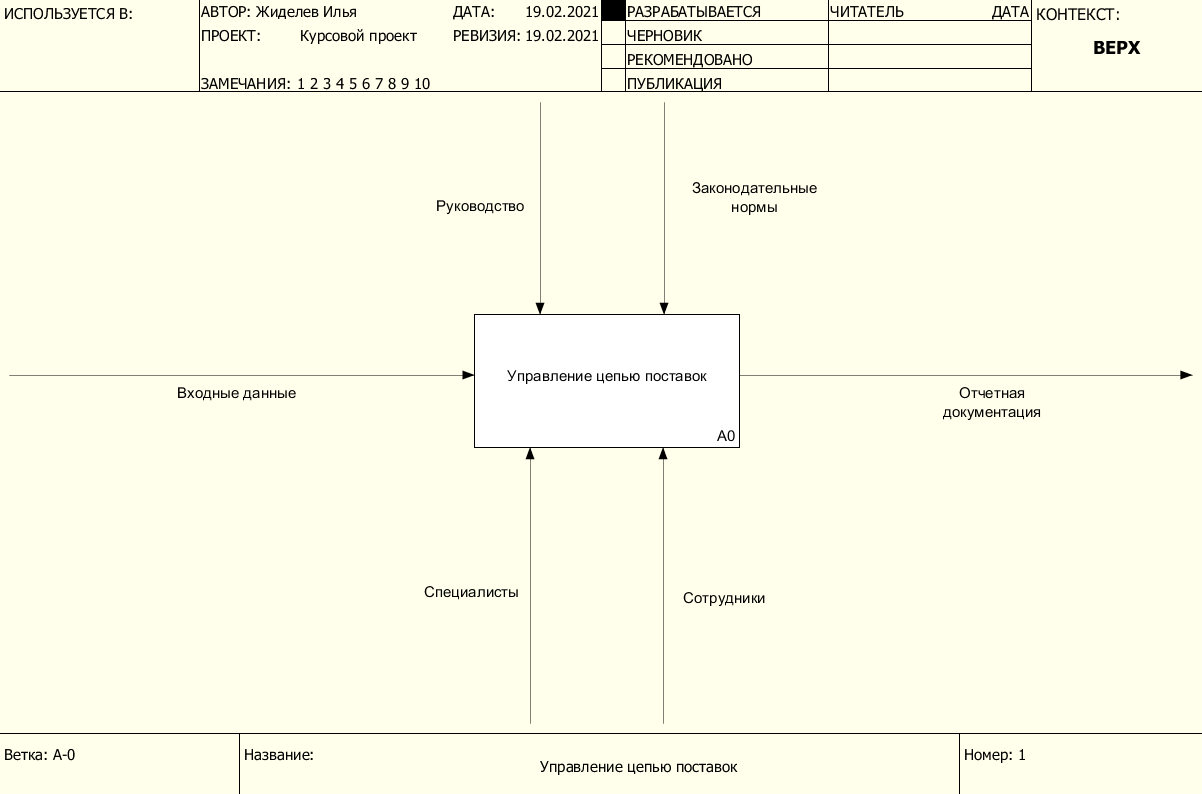 ИСПОЛЬЗУЕТСЯ В:
АВТОР: Жиделев Илья
ДАТА: 19.02.2021
ПРОЕКТ: Курсовой проект
РЕВИЗИЯ: 19.02.2021
ЗАМЕЧАНИЯ: 1 2 3 4 5 6 7 8 9 10
РАЗРАБАТЫВАЕТСЯ
ЧЕРНОВИК
РЕКОМЕНДОВАНО
ПУБЛИКАЦИЯ
ЧИТАТЕЛЬ ДАТА
КОНТЕКСТ:
ВЕРХ
Руководство
Законодательные
нормы
Управление цепью поставок
A0
Входные данные
Отчетная
документация
Специалисты
Сотрудники
Ветка: A-0
Название:
Управление цепью поставок
Номер: 1